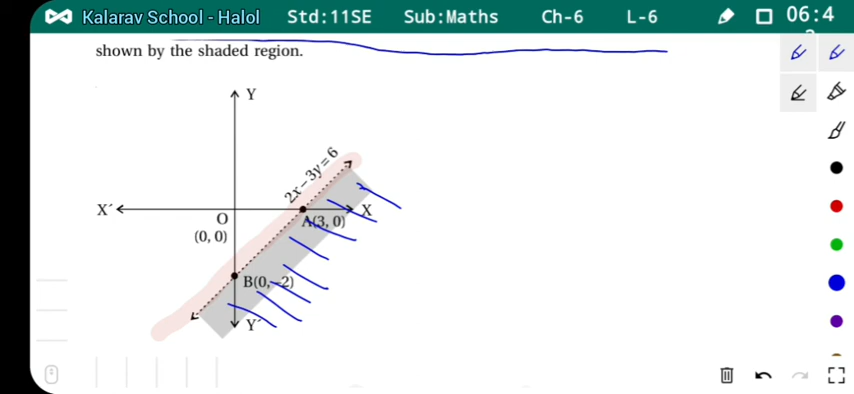 Kalarav School - Halol Std:11SE Sub:Maths Ch-6 L-6 06:4
shown by the shaded region.
Y
2x – 3y = 6
X′ O A(3, 0) X
(0, 0)
B(0, –2)
Y′